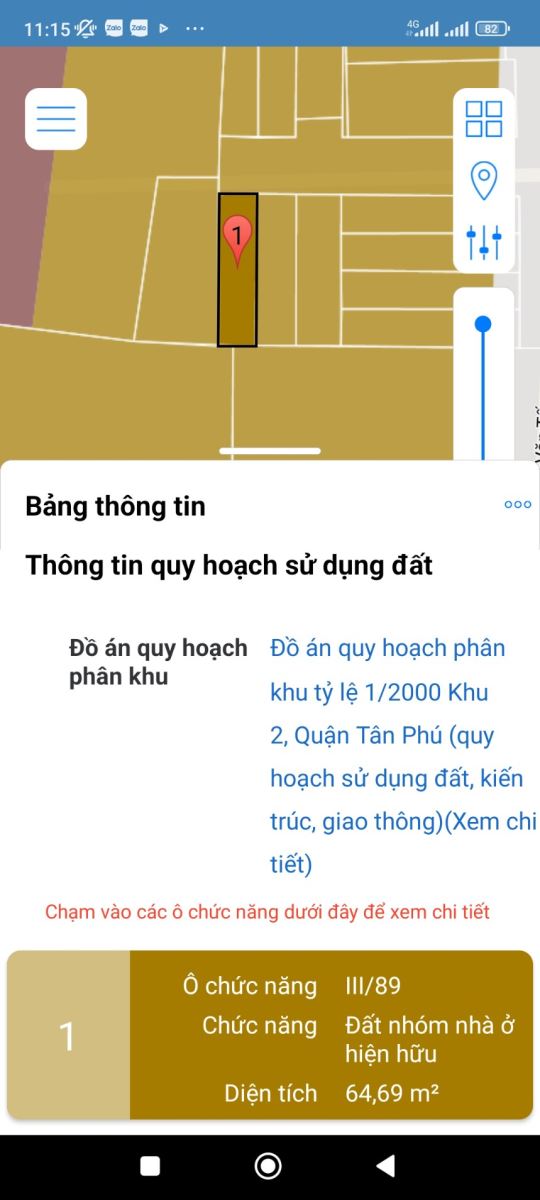 11:15
Zalo
Zalo
4G
82
1
Bảng thông tin
Thông tin quy hoạch sử dụng đất
Đồ án quy hoạch
phân khu
Đồ án quy hoạch phân
khu tỷ lệ 1/2000 Khu
2, Quận Tân Phú (quy
hoạch sử dụng đất, kiến
trúc, giao thông)(Xem chi
tiết)
Chạm vào các ô chức năng dưới đây để xem chi tiết
1
Ô chức năng III/89
Chức năng Đất nhóm nhà ở
hiện hữu
Diện tích 64,69 m²